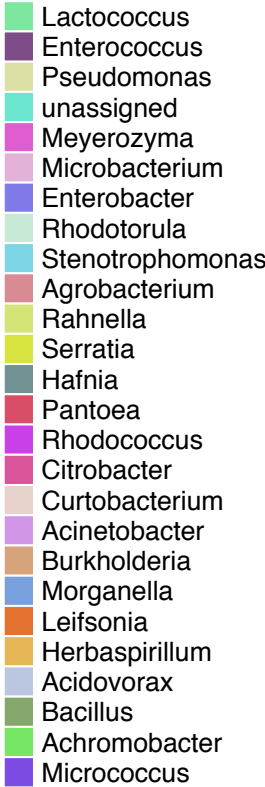 Lactococcus
Enterococcus
Pseudomonas
unassigned
Meyerozyma
Microbacterium
Enterobacter
Rhodotorula
Stenotrophomonas
Agrobacterium
Rahnella
Serratia
Hafnia
Pantoea
Rhodococcus
Citrobacter
Curtobacterium
Acinetobacter
Burkholderia
Morganella
Leifsonia
Herbaspirillum
Acidovorax
Bacillus
Achromobacter
Micrococcus